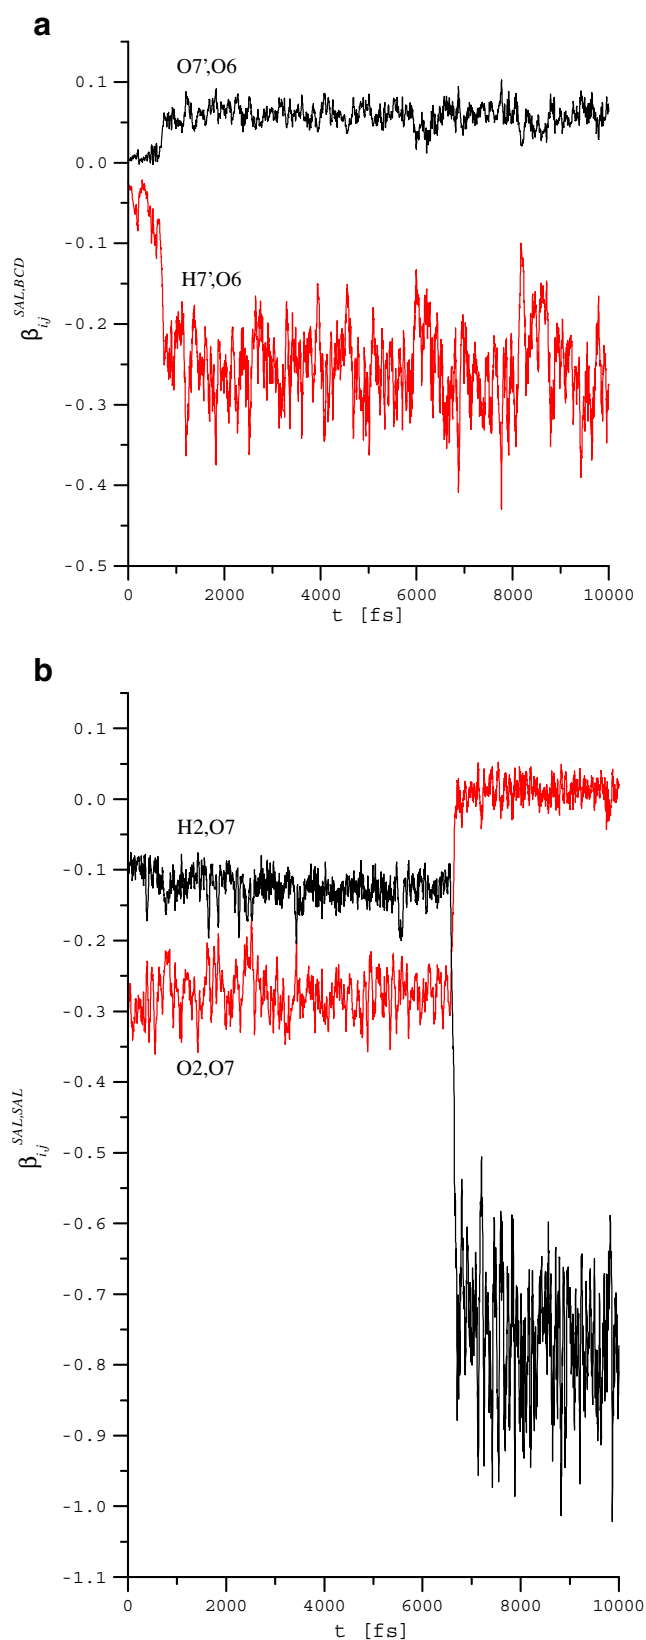 a
0.1
O7',O6
0.0
-0.1
H7',O6
-0.2
-0.3
-0.4
-0.5
β i,j SAL,BCD
0 2000 4000 6000 8000 10000
t [fs]
b
0.1
0.0
H2,O7
-0.1
-0.2
-0.3
O2,O7
-0.4
-0.5
-0.6
-0.7
-0.8
-0.9
-1.0
-1.1
β i,j SAL,SAL
0 2000 4000 6000 8000 10000
t [fs]